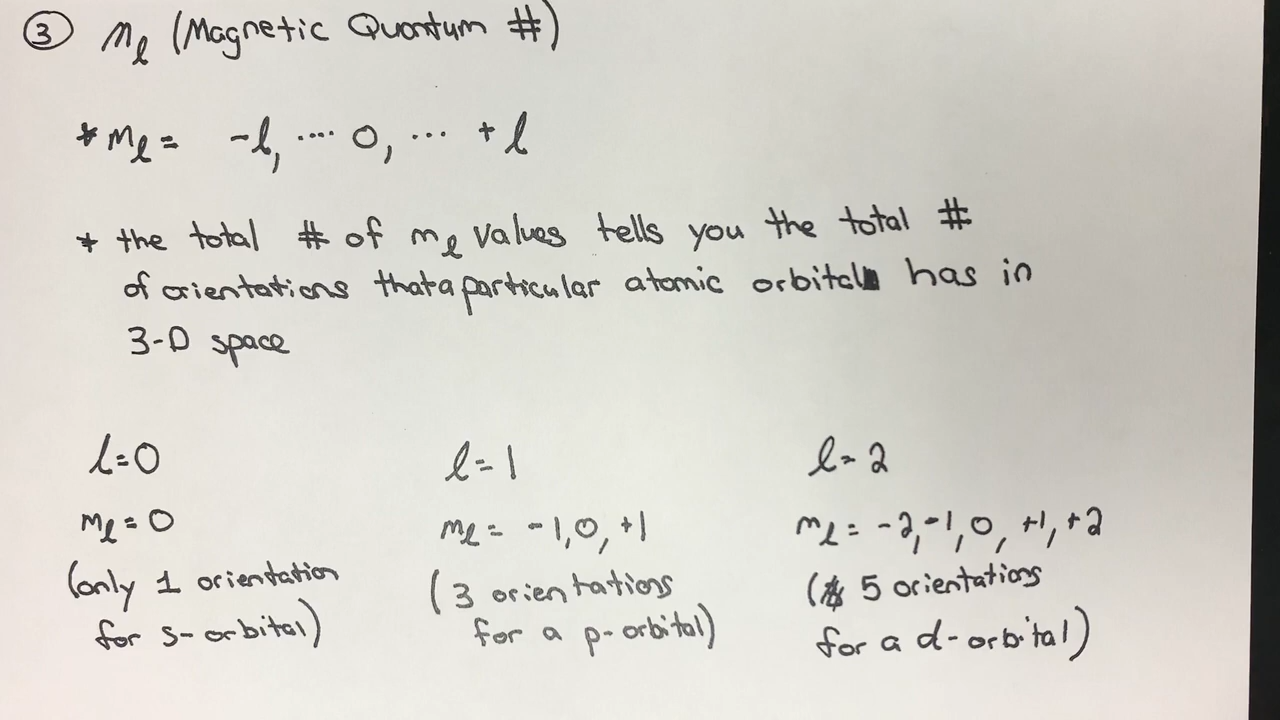 ③ mℓ (Magnetic Quantum #)
* mℓ = -ℓ, .... 0, ... + ℓ
* the total # of mℓ values tells you the total #
of orientations that a particular atomic orbital has in
3-D space
ℓ=0
mℓ = 0
(only 1 orientation
for s-orbital)
ℓ=1
mℓ = -1, 0, +1
(3 orientations
for a p-orbital)
ℓ=2
mℓ = -2, -1, 0, +1, +2
(5 orientations
for a d-orbital)